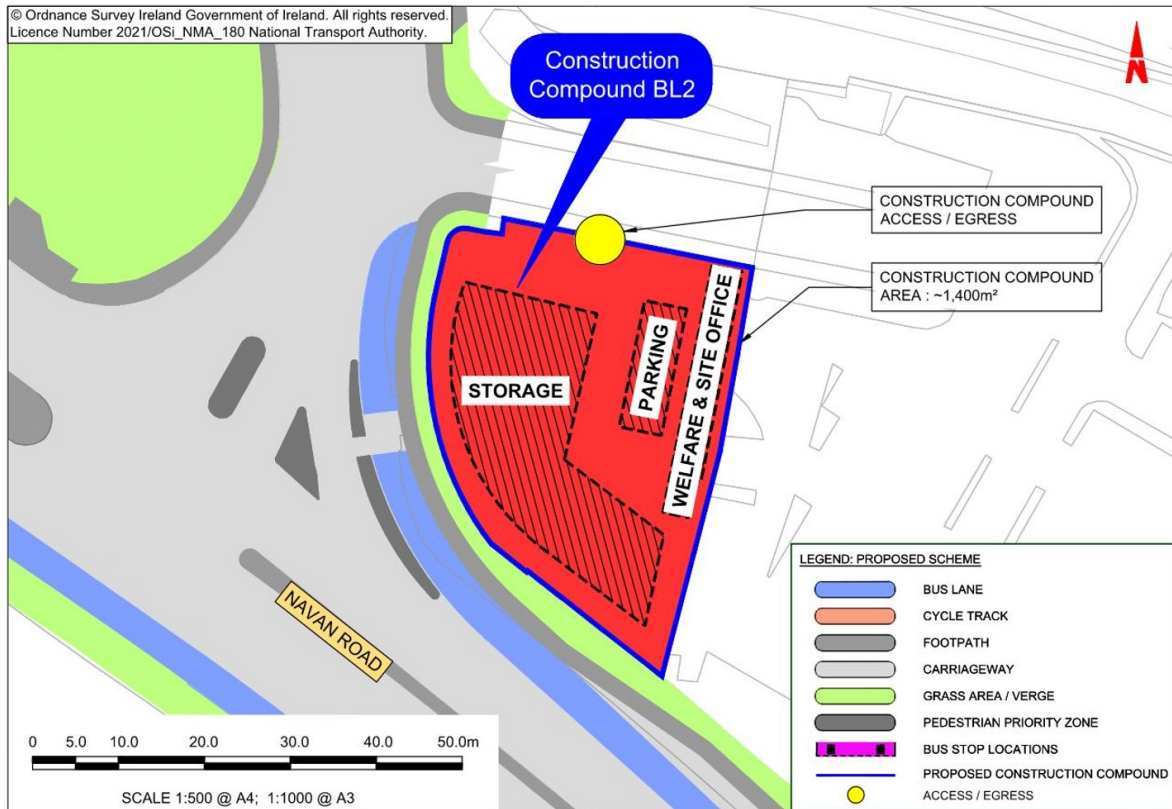 © Ordnance Survey Ireland Government of Ireland. All rights reserved.
Licence Number 2021/OSi_NMA_180 National Transport Authority.
Construction
Compound BL2
N
CONSTRUCTION COMPOUND
ACCESS / EGRESS
CONSTRUCTION COMPOUND
AREA : ~1,400m²
STORAGE
PARKING
WELFARE & SITE OFFICE
NAVAN ROAD
LEGEND: PROPOSED SCHEME
BUS LANE
CYCLE TRACK
FOOTPATH
CARRIAGEWAY
GRASS AREA / VERGE
PEDESTRIAN PRIORITY ZONE
BUS STOP LOCATIONS
PROPOSED CONSTRUCTION COMPOUND
ACCESS / EGRESS
0 5.0 10.0 20.0 30.0 40.0 50.0m
SCALE 1:500 @ A4; 1:1000 @ A3